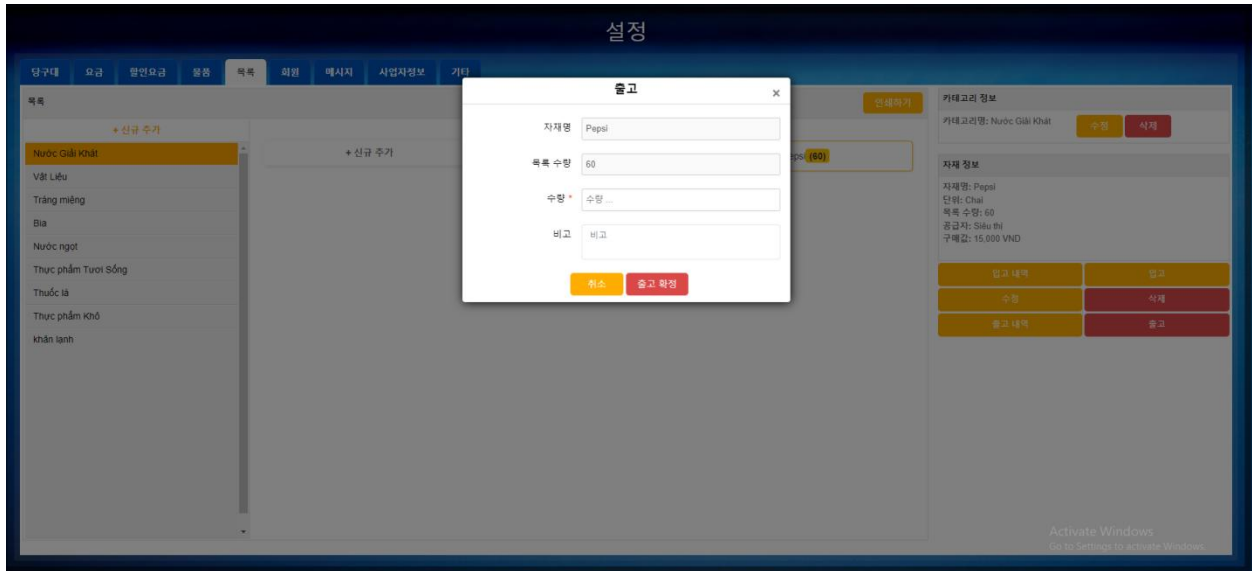 설정
당구대 요금 할인요금 물품 목록 회원 메시지 사업자정보 기타
목록
인쇄하기
+ 신규 추가
Nước Giải Khát
Vật Liệu
Tráng miệng
Bia
Nước ngọt
Thực phẩm Tươi Sống
Thuốc lá
Thực phẩm Khô
khăn lạnh
+ 신규 추가
(60)
출고 ×
자재명 Pepsi
목록 수량 60
수량 * 수량 ...
비고 비고
취소 출고 확정
카테고리 정보
카테고리명: Nước Giải Khát 수정 삭제
자재 정보
자재명: Pepsi
단위: Chai
목록 수량: 60
공급자: Siêu thị
구매값: 15,000 VND
입고 내역 입고
수정 삭제
출고 내역 출고
Activate Windows
Go to Settings to activate Windows.